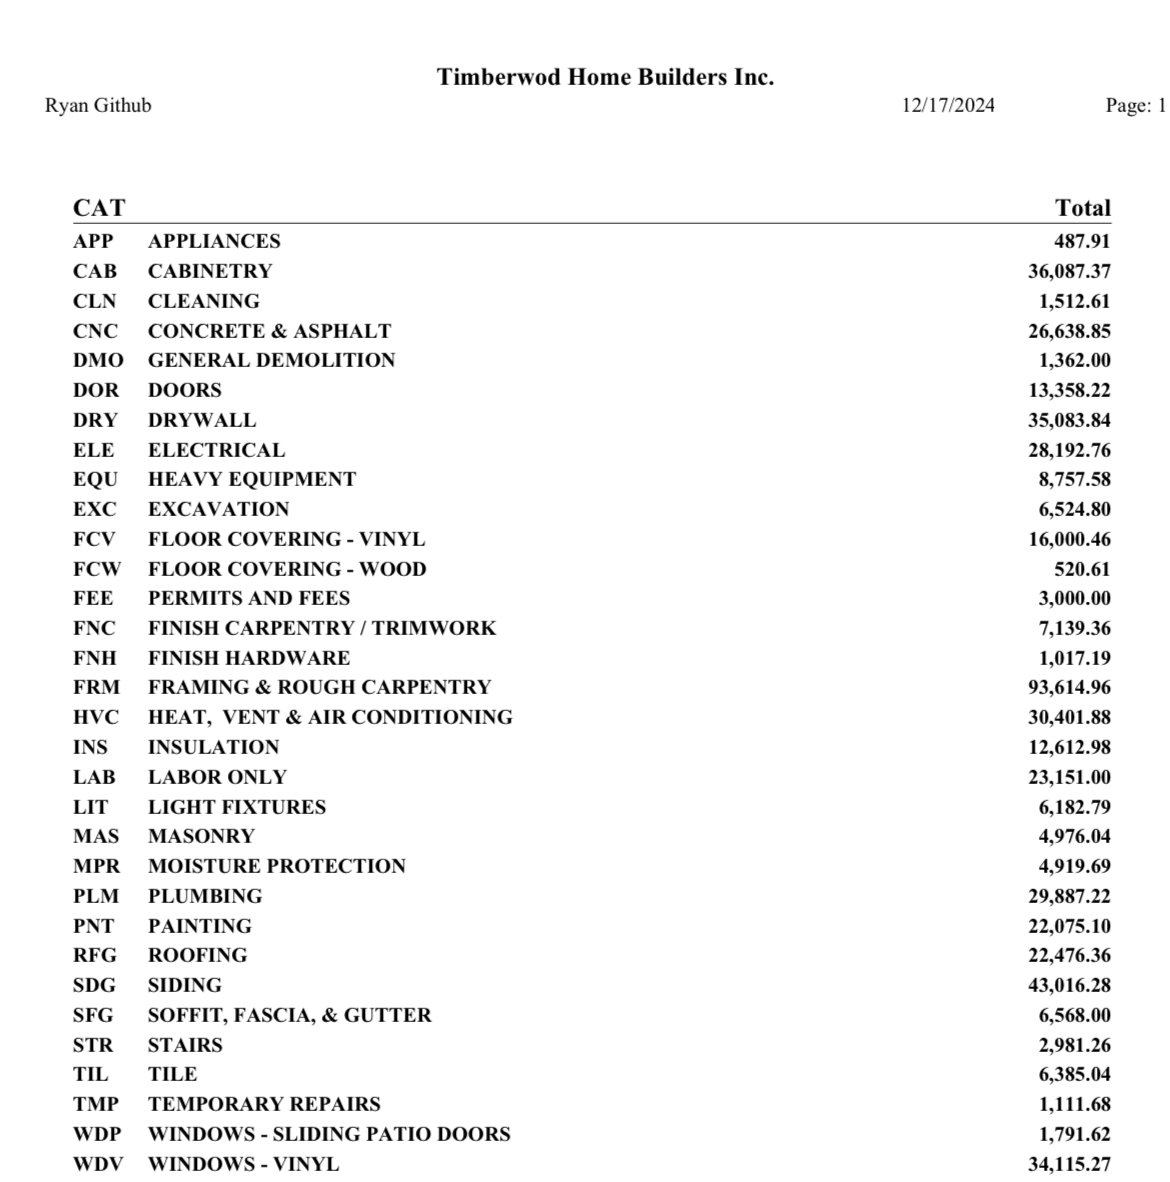 Timberwod Home Builders Inc.
Ryan Github 12/17/2024 Page: 1
CAT Total
APP APPLIANCES 487.91
CAB CABINETRY 36,087.37
CLN CLEANING 1,512.61
CNC CONCRETE & ASPHALT 26,638.85
DMO GENERAL DEMOLITION 1,362.00
DOR DOORS 13,358.22
DRY DRYWALL 35,083.84
ELE ELECTRICAL 28,192.76
EQU HEAVY EQUIPMENT 8,757.58
EXC EXCAVATION 6,524.80
FCV FLOOR COVERING - VINYL 16,000.46
FCW FLOOR COVERING - WOOD 520.61
FEE PERMITS AND FEES 3,000.00
FNC FINISH CARPENTRY / TRIMWORK 7,139.36
FNH FINISH HARDWARE 1,017.19
FRM FRAMING & ROUGH CARPENTRY 93,614.96
HVC HEAT, VENT & AIR CONDITIONING 30,401.88
INS INSULATION 12,612.98
LAB LABOR ONLY 23,151.00
LIT LIGHT FIXTURES 6,182.79
MAS MASONRY 4,976.04
MPR MOISTURE PROTECTION 4,919.69
PLM PLUMBING 29,887.22
PNT PAINTING 22,075.10
RFG ROOFING 22,476.36
SDG SIDING 43,016.28
SFG SOFFIT, FASCIA, & GUTTER 6,568.00
STR STAIRS 2,981.26
TIL TILE 6,385.04
TMP TEMPORARY REPAIRS 1,111.68
WDP WINDOWS - SLIDING PATIO DOORS 1,791.62
WDV WINDOWS - VINYL 34,115.27